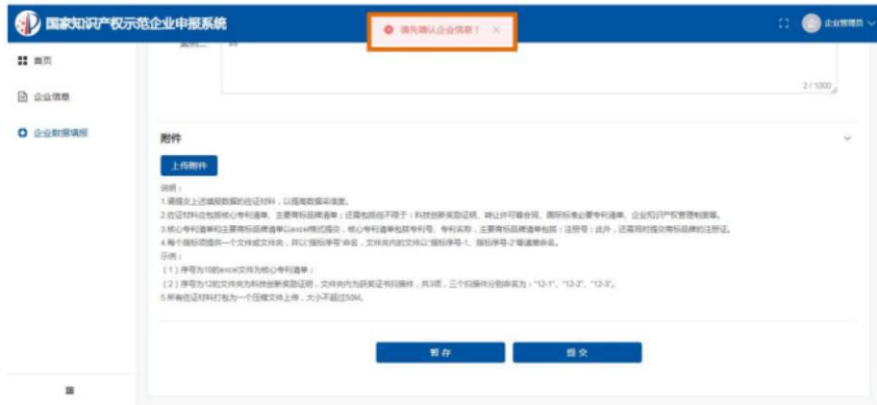 国家知识产权示范企业申报系统
请先确认企业信息！
企业管理员
首页
企业信息
企业数据填报
2 / 1000
附件
上传附件
说明：
1.请提交上述填报数据的佐证材料，以提高数据采信度。
2.佐证材料应包括核心专利清单、主要商标品牌清单；还需包括但不限于：科技创新奖励证明、转让许可等合同、国际标准必要专利清单、企业知识产权管理制度等。
3.核心专利清单和主要商标品牌清单以excel格式提交，核心专利清单包括专利号、专利名称，主要商标品牌清单包括：注册号；此外，还需同时提交商标品牌的注册证。
4.每个指标项提供一个文件或文件夹，并以“指标序号”命名，文件夹内的文件以“指标序号-1、指标序号-2”等递增命名。
示例：
（1）序号为10的excel文件为核心专利清单；
（2）序号为12的文件夹为科技创新奖励证明，文件夹内为获奖证书扫描件，共3项，三个扫描件分别命名为：“12-1”、“12-2”、“12-3”。
5.所有佐证材料打包为一个压缩文件上传，大小不超过50M。
暂存
提交